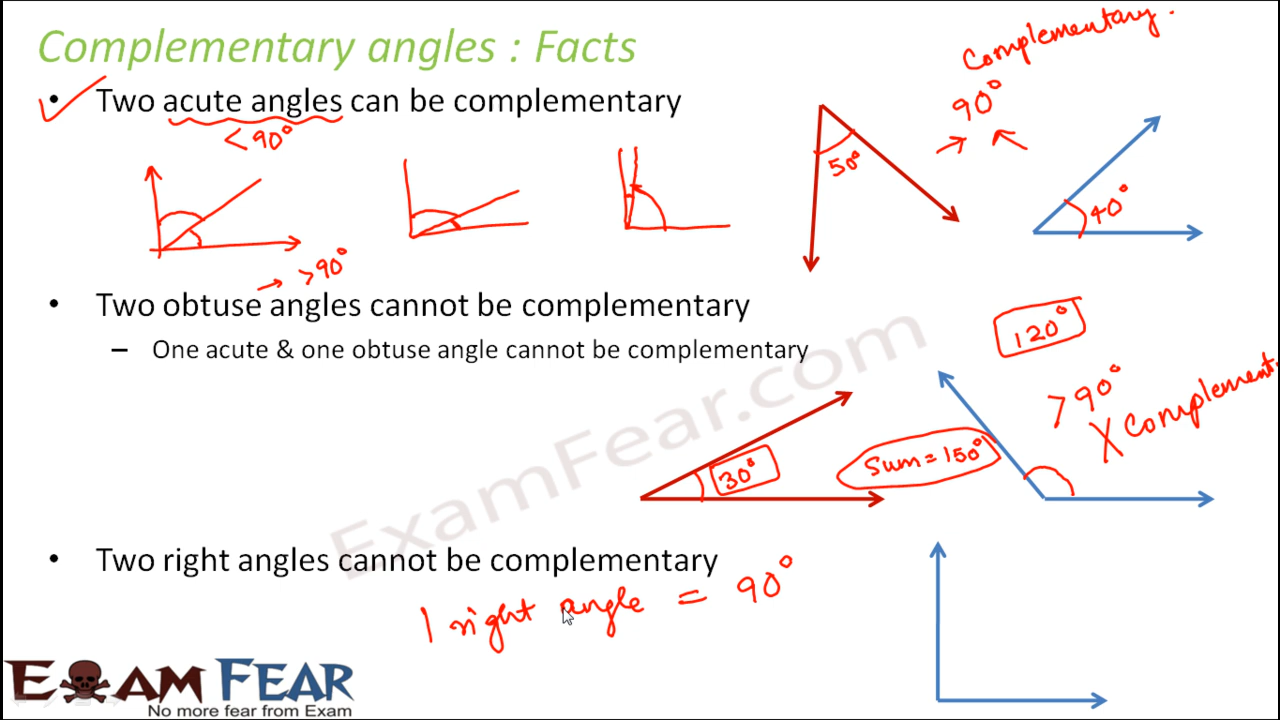 Complementary angles : Facts
Complementary.
• Two acute angles can be complementary
90°
< 90°
50°
40°
→ > 90°
• Two obtuse angles cannot be complementary
– One acute & one obtuse angle cannot be complementary
120°
> 90°
X Complement
Sum = 150°
30°
ExamFear.com
• Two right angles cannot be complementary
1 right angle = 90°
EXAM FEAR
No more fear from Exam